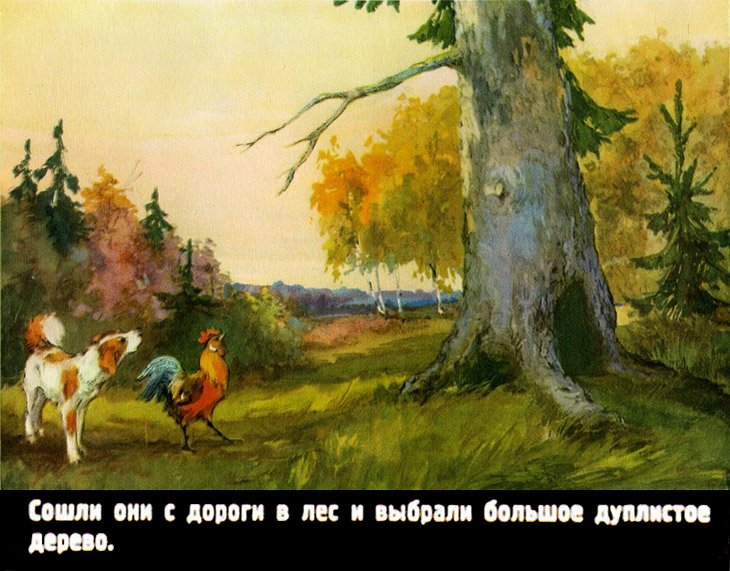 Сошли они с дороги в лес и выбрали большое дуплистое
дерево.